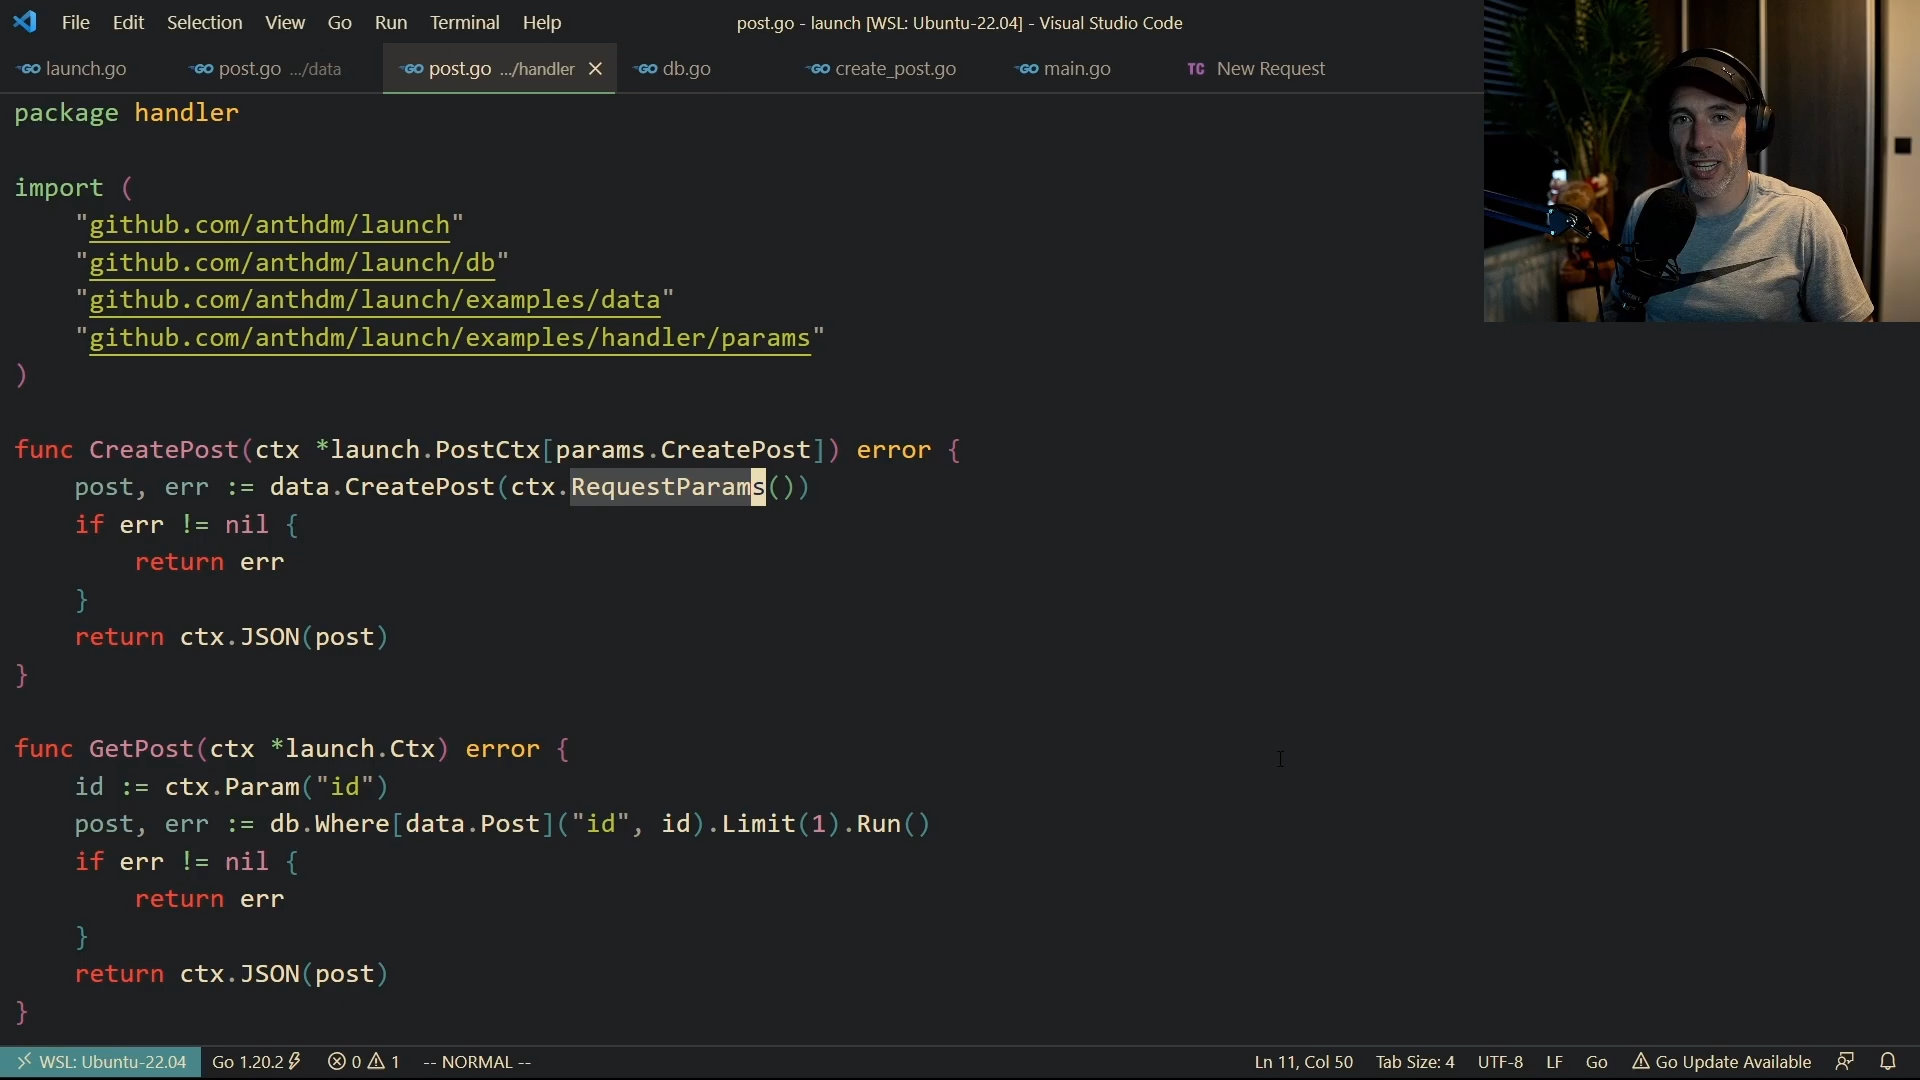 File Edit Selection View Go Run Terminal Help post.go - launch [WSL: Ubuntu-22.04] - Visual Studio Code
GO launch.go GO post.go .../data GO post.go .../handler GO db.go GO create_post.go GO main.go TC New Request
package handler
import (
"github.com/anthdm/launch"
"github.com/anthdm/launch/db"
"github.com/anthdm/launch/examples/data"
"github.com/anthdm/launch/examples/handler/params"
)
func CreatePost(ctx *launch.PostCtx[params.CreatePost]) error {
post, err := data.CreatePost(ctx.RequestParams())
if err != nil {
return err
}
return ctx.JSON(post)
}
func GetPost(ctx *launch.Ctx) error {
id := ctx.Param("id")
post, err := db.Where[data.Post]("id", id).Limit(1).Run()
if err != nil {
return err
}
return ctx.JSON(post)
}
WSL: Ubuntu-22.04 Go 1.20.2 0 1 -- NORMAL -- Ln 11, Col 50 Tab Size: 4 UTF-8 LF Go Go Update Available